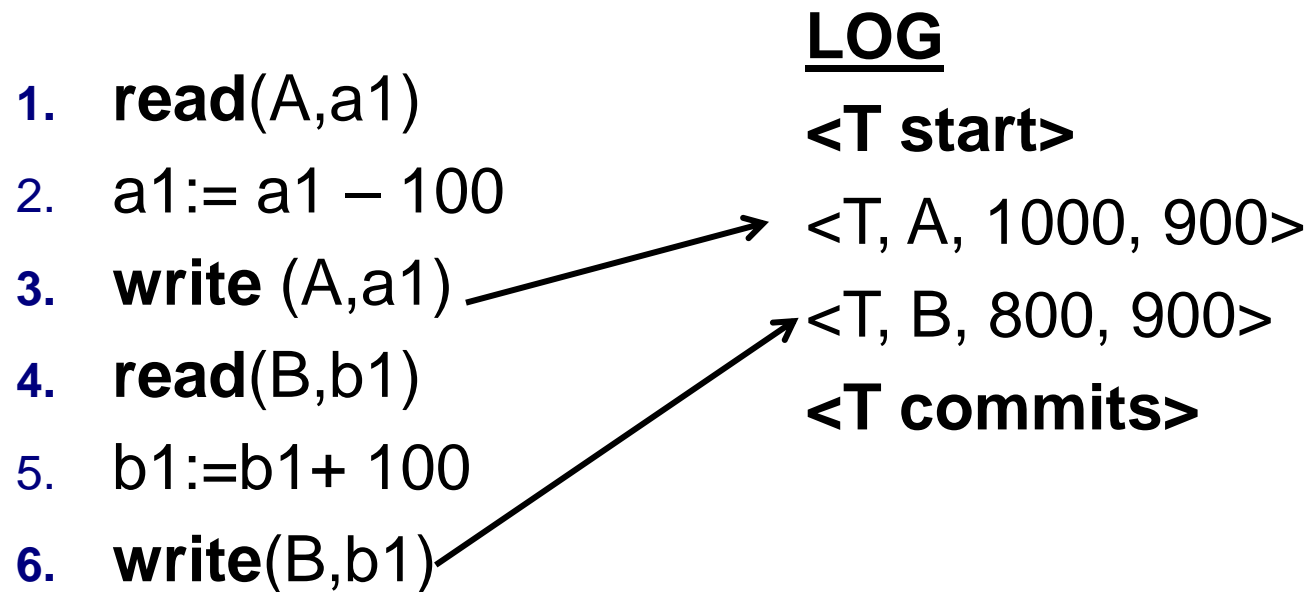 1. read(A,a1)
2. a1:= a1 – 100
3. write (A,a1)
4. read(B,b1)
5. b1:=b1+ 100
6. write(B,b1)
LOG
<T start>
<T, A, 1000, 900>
<T, B, 800, 900>
<T commits>